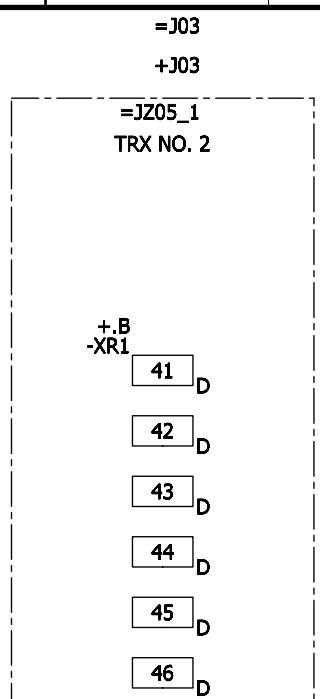 =J03
+J03
=JZ05_1
TRX NO. 2
+.B
-XR1
41
D
42
D
43
D
44
D
45
D
46
D